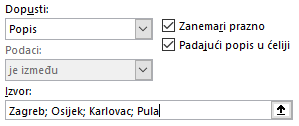 Dopusti:
Popis
Zanemari prazno
Padajući popis u ćeliji
Podaci:
je između
Izvor:
Zagreb; Osijek; Karlovac; Pula